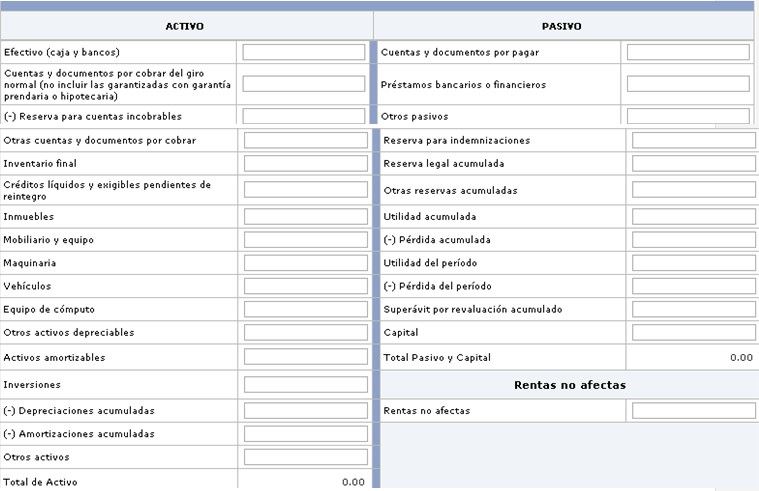 ACTIVO
PASIVO
Efectivo (caja y bancos)
Cuentas y documentos por pagar
Cuentas y documentos por cobrar del giro
normal (no incluir las garantizadas con garantía
prendaria o hipotecaria)
Préstamos bancarios o financieros
(-) Reserva para cuentas incobrables
Otros pasivos
Otras cuentas y documentos por cobrar
Reserva para indemnizaciones
Inventario final
Reserva legal acumulada
Créditos líquidos y exigibles pendientes de
reintegro
Otras reservas acumuladas
Inmuebles
Utilidad acumulada
Mobiliario y equipo
(-) Pérdida acumulada
Maquinaria
Utilidad del período
Vehículos
(-) Pérdida del período
Equipo de cómputo
Superávit por revaluación acumulado
Otros activos depreciables
Capital
Activos amortizables
Total Pasivo y Capital
0.00
Inversiones
Rentas no afectas
(-) Depreciaciones acumuladas
Rentas no afectas
(-) Amortizaciones acumuladas
Otros activos
Total de Activo
0.00